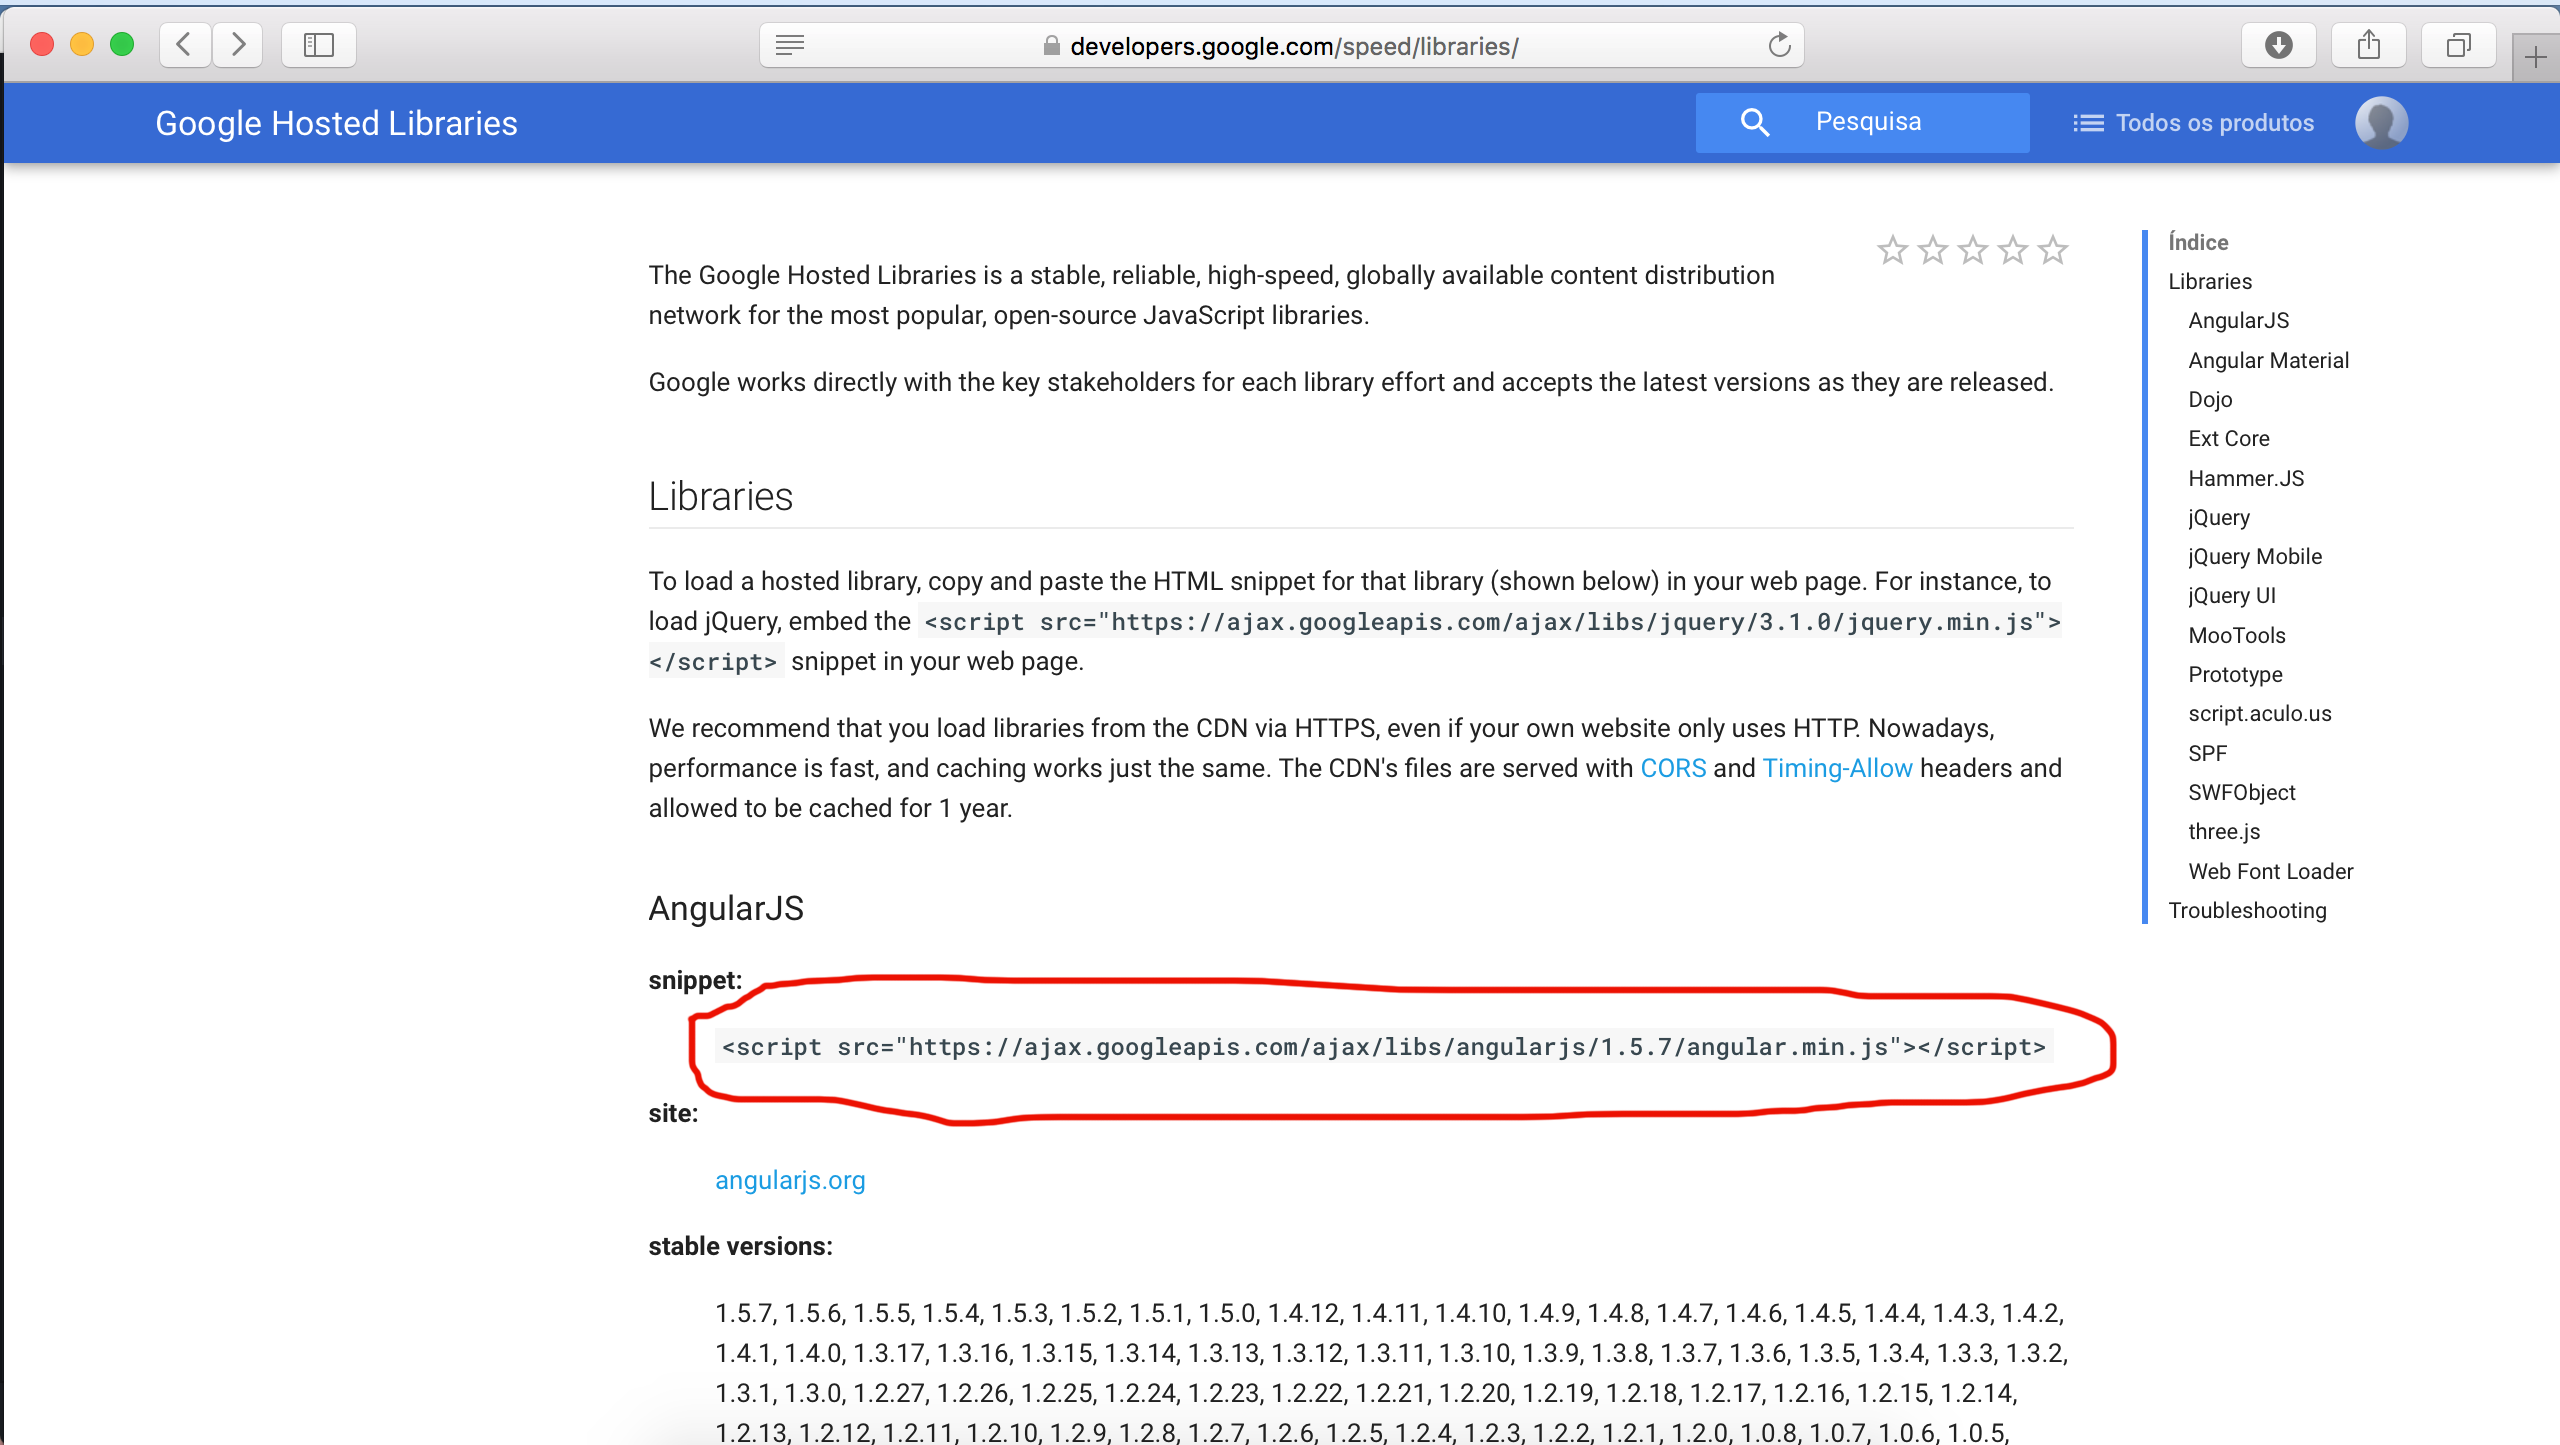 developers.google.com/speed/libraries/
Google Hosted Libraries
Pesquisa
Todos os produtos
The Google Hosted Libraries is a stable, reliable, high-speed, globally available content distribution
network for the most popular, open-source JavaScript libraries.
Google works directly with the key stakeholders for each library effort and accepts the latest versions as they are released.
Libraries
To load a hosted library, copy and paste the HTML snippet for that library (shown below) in your web page. For instance, to
load jQuery, embed the <script src="https://ajax.googleapis.com/ajax/libs/jquery/3.1.0/jquery.min.js">
</script> snippet in your web page.
We recommend that you load libraries from the CDN via HTTPS, even if your own website only uses HTTP. Nowadays,
performance is fast, and caching works just the same. The CDN's files are served with CORS and Timing-Allow headers and
allowed to be cached for 1 year.
AngularJS
snippet:
<script src="https://ajax.googleapis.com/ajax/libs/angularjs/1.5.7/angular.min.js"></script>
site:
angularjs.org
stable versions:
1.5.7, 1.5.6, 1.5.5, 1.5.4, 1.5.3, 1.5.2, 1.5.1, 1.5.0, 1.4.12, 1.4.11, 1.4.10, 1.4.9, 1.4.8, 1.4.7, 1.4.6, 1.4.5, 1.4.4, 1.4.3, 1.4.2,
1.4.1, 1.4.0, 1.3.17, 1.3.16, 1.3.15, 1.3.14, 1.3.13, 1.3.12, 1.3.11, 1.3.10, 1.3.9, 1.3.8, 1.3.7, 1.3.6, 1.3.5, 1.3.4, 1.3.3, 1.3.2,
1.3.1, 1.3.0, 1.2.27, 1.2.26, 1.2.25, 1.2.24, 1.2.23, 1.2.22, 1.2.21, 1.2.20, 1.2.19, 1.2.18, 1.2.17, 1.2.16, 1.2.15, 1.2.14,
1.2.13, 1.2.12, 1.2.11, 1.2.10, 1.2.9, 1.2.8, 1.2.7, 1.2.6, 1.2.5, 1.2.4, 1.2.3, 1.2.2, 1.2.1, 1.2.0, 1.0.8, 1.0.7, 1.0.6, 1.0.5,
Índice
Libraries
AngularJS
Angular Material
Dojo
Ext Core
Hammer.JS
jQuery
jQuery Mobile
jQuery UI
MooTools
Prototype
script.aculo.us
SPF
SWFObject
three.js
Web Font Loader
Troubleshooting